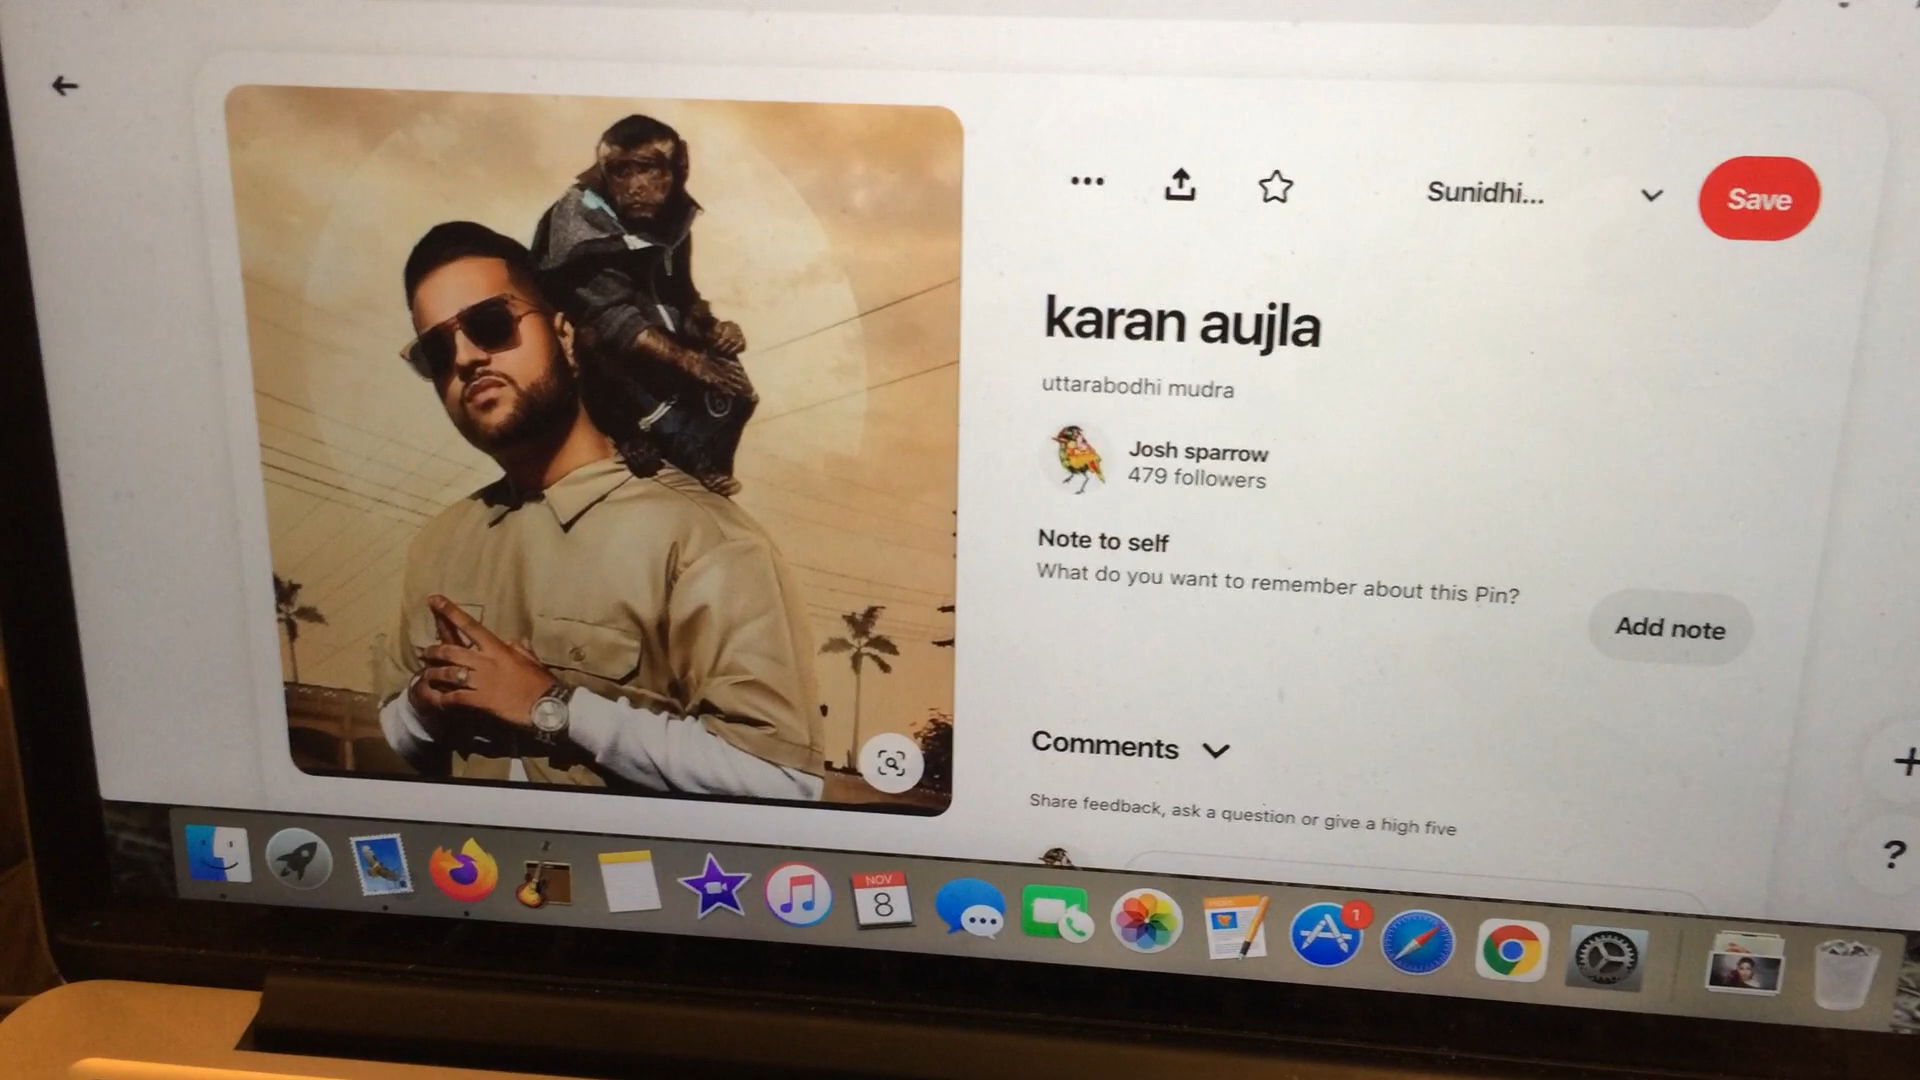 Sunidhi...
Save
karan aujla
uttarabodhi mudra
Josh sparrow
479 followers
Note to self
What do you want to remember about this Pin?
Add note
Comments
Share feedback, ask a question or give a high five
?
NOV
8
1